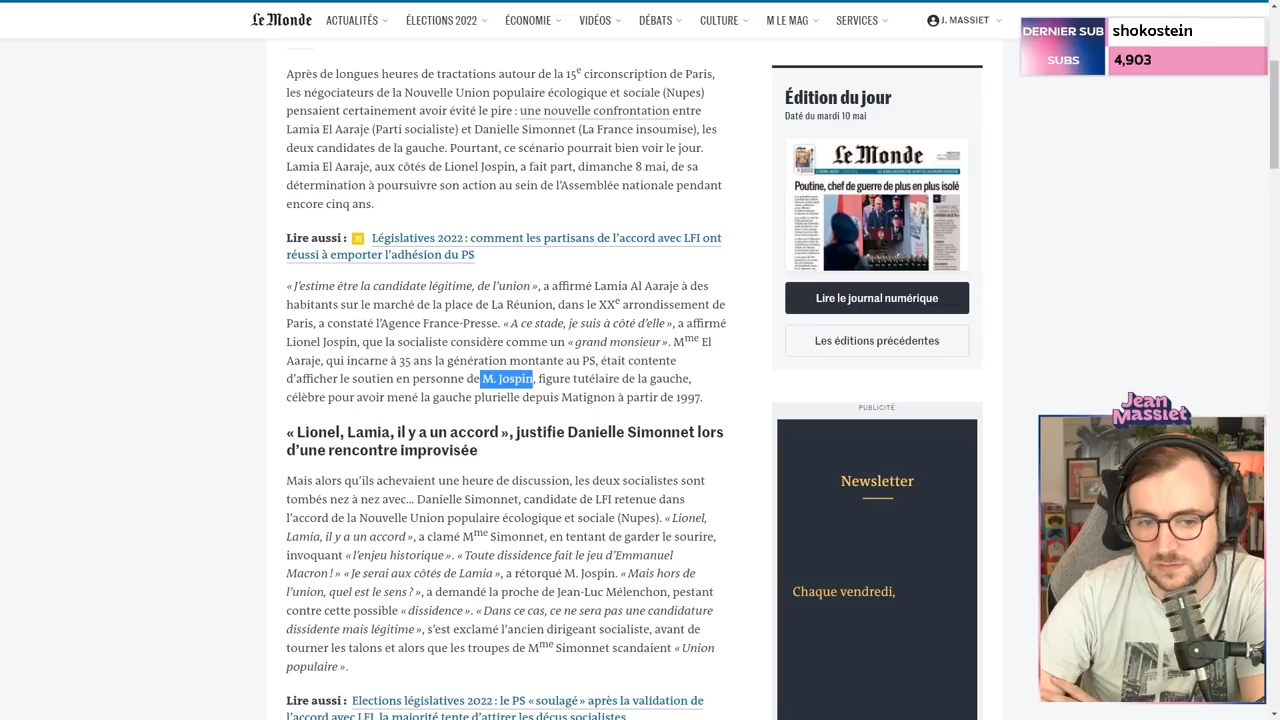 Le Monde ACTUALITÉS ÉLECTIONS 2022 ÉCONOMIE VIDÉOS DÉBATS CULTURE M LE MAG SERVICES J. MASSIET
DERNIER SUB shokostein
SUBS 4,903
Après de longues heures de tractations autour de la 15e circonscription de Paris,
les négociateurs de la Nouvelle Union populaire écologique et sociale (Nupes)
pensaient certainement avoir évité le pire : une nouvelle confrontation entre
Lamia El Aaraje (Parti socialiste) et Danielle Simonnet (La France insoumise), les
deux candidates de la gauche. Pourtant, ce scénario pourrait bien voir le jour.
Lamia El Aaraje, aux côtés de Lionel Jospin, a fait part, dimanche 8 mai, de sa
détermination à poursuivre son action au sein de l'Assemblée nationale pendant
encore cinq ans.
Lire aussi : Législatives 2022 : comment les partisans de l'accord avec LFI ont
réussi à emporter l'adhésion du PS
« J'estime être la candidate légitime, de l'union », a affirmé Lamia Al Aaraje à des
habitants sur le marché de la place de La Réunion, dans le XXe arrondissement de
Paris, a constaté l'Agence France-Presse. « A ce stade, je suis à côté d'elle », a affirmé
Lionel Jospin, que la socialiste considère comme un « grand monsieur ». Mme El
Aaraje, qui incarne à 35 ans la génération montante au PS, était contente
d'afficher le soutien en personne de M. Jospin, figure tutélaire de la gauche,
célèbre pour avoir mené la gauche plurielle depuis Matignon à partir de 1997.
« Lionel, Lamia, il y a un accord », justifie Danielle Simonnet lors
d'une rencontre improvisée
Mais alors qu'ils achevaient une heure de discussion, les deux socialistes sont
tombés nez à nez avec... Danielle Simonnet, candidate de LFI retenue dans
l'accord de la Nouvelle Union populaire écologique et sociale (Nupes). « Lionel,
Lamia, il y a un accord », a clamé Mme Simonnet, en tentant de garder le sourire,
invoquant « l'enjeu historique ». « Toute dissidence fait le jeu d'Emmanuel
Macron ! » « Je serai aux côtés de Lamia », a rétorqué M. Jospin. « Mais hors de
l'union, quel est le sens ? », a demandé la proche de Jean-Luc Mélenchon, pestant
contre cette possible « dissidence ». « Dans ce cas, ce ne sera pas une candidature
dissidente mais légitime », s'est exclamé l'ancien dirigeant socialiste, avant de
tourner les talons et alors que les troupes de Mme Simonnet scandaient « Union
populaire ».
Lire aussi : Elections législatives 2022 : le PS « soulagé » après la validation de
l'accord avec LFI, la majorité tente d'attirer les déçus socialistes
Édition du jour
Daté du mardi 10 mai
Le Monde
Poutine, chef de guerre de plus en plus isolé
Lire le journal numérique
Les éditions précédentes
PUBLICITÉ
Newsletter
Chaque vendredi,
Jean
Massiet